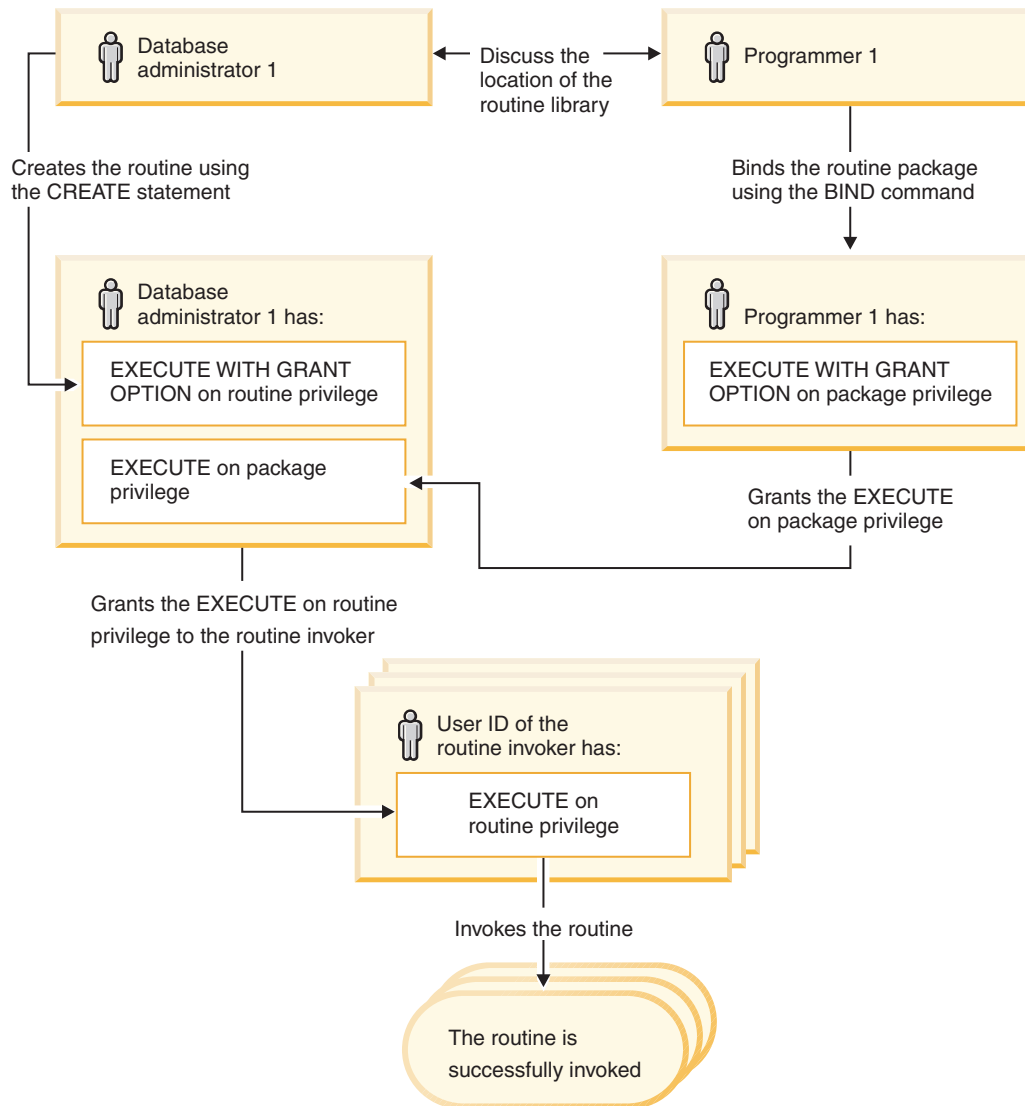 Database
administrator 1
Discuss the
location of the
routine library
Programmer 1
Creates the routine using
the CREATE statement
Binds the routine package
using the BIND command
Database
administrator 1 has:
EXECUTE WITH GRANT
OPTION on routine privilege
EXECUTE on package
privilege
Programmer 1 has:
EXECUTE WITH GRANT
OPTION on package privilege
Grants the EXECUTE
on package privilege
Grants the EXECUTE on routine
privilege to the routine invoker
User ID of the
routine invoker has:
EXECUTE on
routine privilege
Invokes the routine
The routine is
successfully invoked